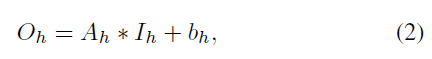 O_h = A_h * I_h + b_h, (2)